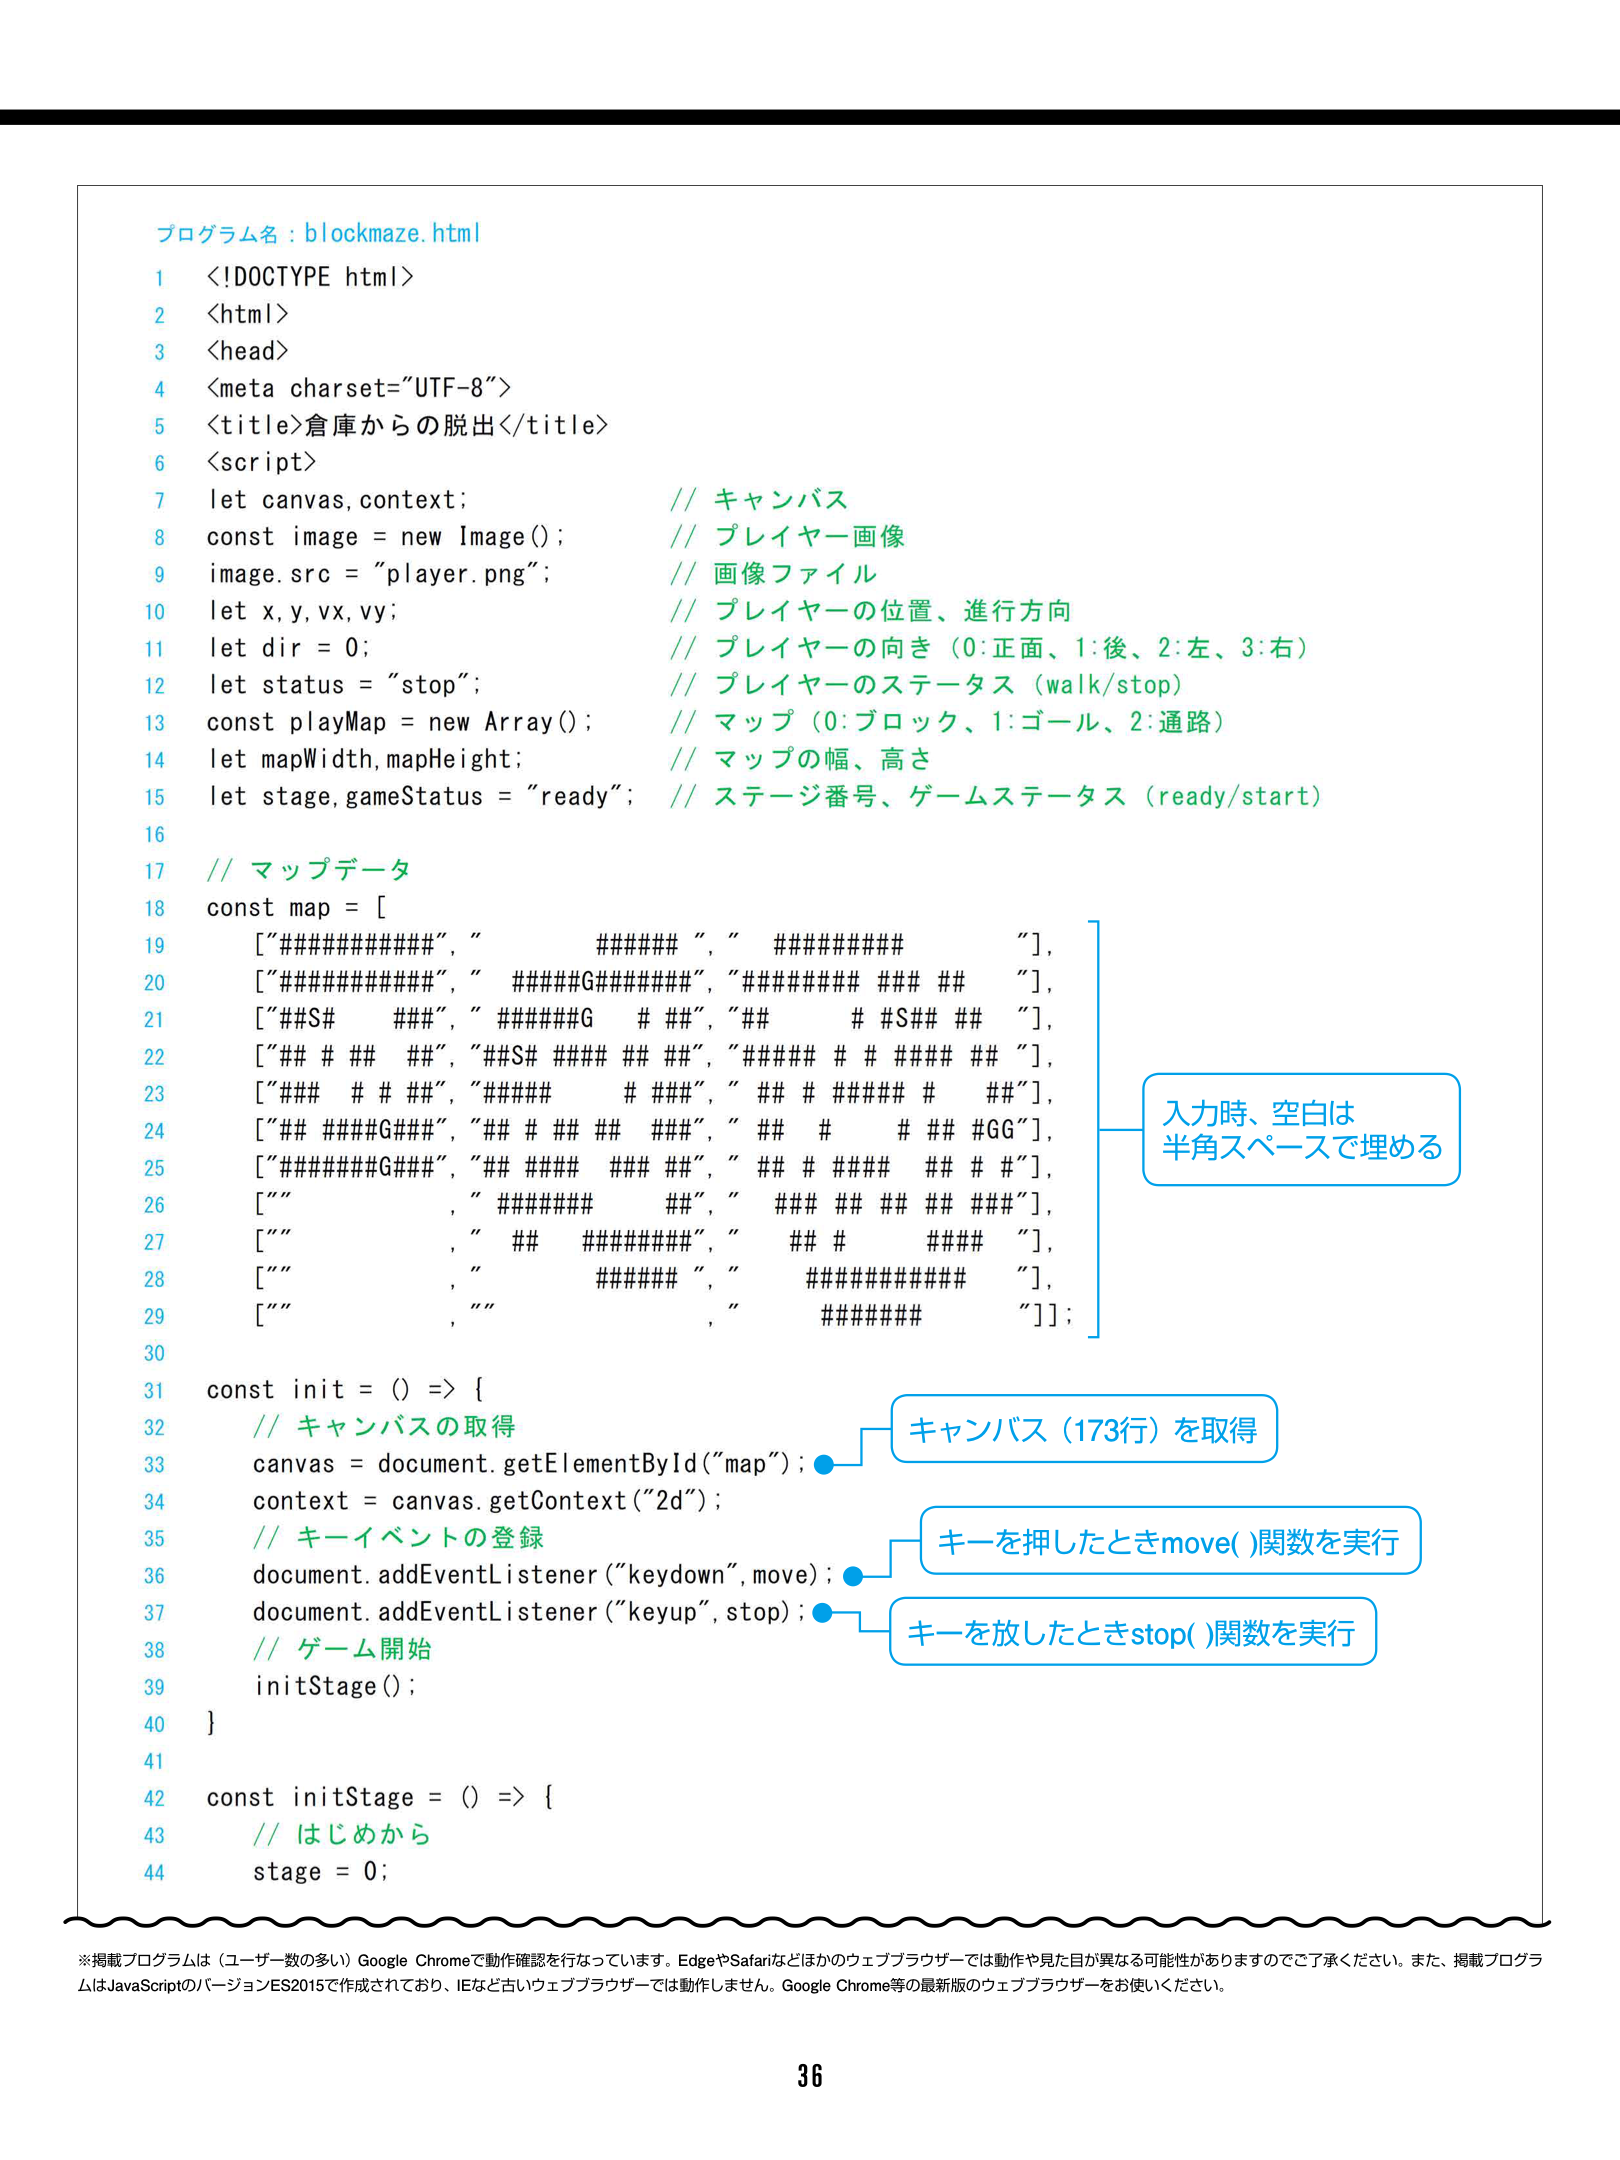 プログラム名：blockmaze.html
1 <!DOCTYPE html>
2 <html>
3 <head>
4 <meta charset="UTF-8">
5 <title>倉庫からの脱出</title>
6 <script>
7 let canvas,context; // キャンバス
8 const image = new Image(); // プレイヤー画像
9 image.src = "player.png"; // 画像ファイル
10 let x,y,vx,vy; // プレイヤーの位置、進行方向
11 let dir = 0; // プレイヤーの向き（0:正面、1:後、2:左、3:右）
12 let status = "stop"; // プレイヤーのステータス（walk/stop）
13 const playMap = new Array(); // マップ（0:ブロック、1:ゴール、2:通路）
14 let mapWidth,mapHeight; // マップの幅、高さ
15 let stage,gameStatus = "ready"; // ステージ番号、ゲームステータス（ready/start）
16
17 // マップデータ
18 const map = [
19 ["###########","        ###### ","  #########       "],
20 ["###########","  #####G#######","######## ### ##   "],
21 ["##S#    ###"," ######G   # ##","##     # #S## ##  "],
22 ["## # ##  ##","##S# #### ## ##","##### # # #### ## "],
23 ["###  # # ##","#####     # ###"," ## # ##### #   ##"],
24 ["## ####G###","## # ## ##  ###"," ##  #    # ## #GG"],
25 ["#######G###","## ####  ### ##"," ## # ####  ## # #"],
26 [""           ," #######     ##","  ### ## ## ## ###"],
27 [""           ,"  ##   ########","   ## #     ####  "],
28 [""           ,"        ###### ","    ###########   "],
29 [""           ,""               ,"     #######      "]];
入力時、空白は
半角スペースで埋める
30
31 const init = () => {
32 // キャンバスの取得
キャンバス（173行）を取得
33 canvas = document.getElementById("map");
34 context = canvas.getContext("2d");
35 // キーイベントの登録
キーを押したときmove( )関数を実行
36 document.addEventListener("keydown",move);
37 document.addEventListener("keyup",stop);
キーを放したときstop( )関数を実行
38 // ゲーム開始
39 initStage();
40 }
41
42 const initStage = () => {
43 // はじめから
44 stage = 0;
※掲載プログラムは（ユーザー数の多い）Google Chromeで動作確認を行なっています。EdgeやSafariなどほかのウェブブラウザーでは動作や見た目が異なる可能性がありますのでご了承ください。また、掲載プログラ
ムはJavaScriptのバージョンES2015で作成されており、IEなど古いウェブブラウザーでは動作しません。Google Chrome等の最新版のウェブブラウザーをお使いください。
36